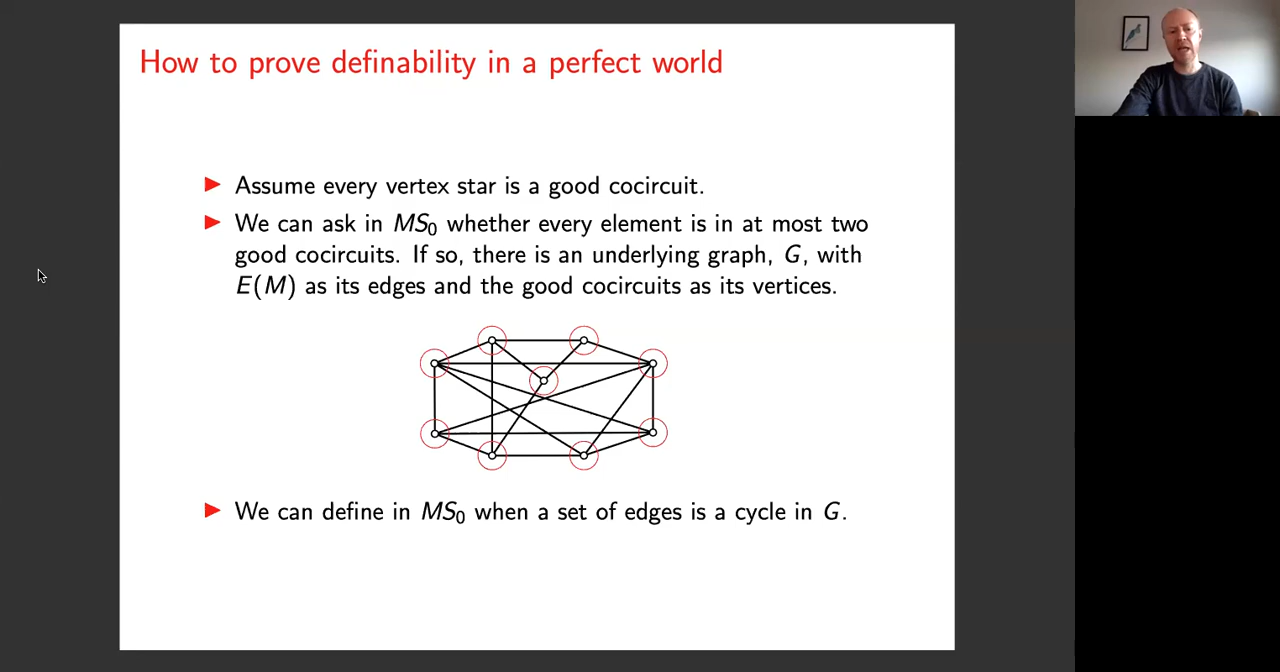 How to prove definability in a perfect world
▶ Assume every vertex star is a good cocircuit.
▶ We can ask in MS₀ whether every element is in at most two
good cocircuits. If so, there is an underlying graph, G, with
E(M) as its edges and the good cocircuits as its vertices.
▶ We can define in MS₀ when a set of edges is a cycle in G.